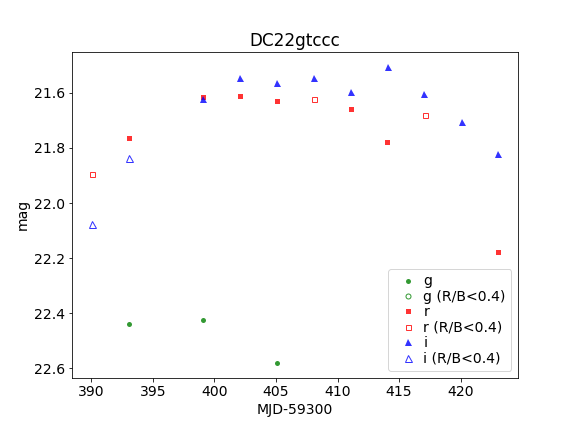 DC22gtccc
21.6
21.8
22.0
22.2
22.4
22.6
mag
390
395
400
405
410
415
420
MJD-59300
g
g (R/B<0.4)
r
r (R/B<0.4)
i
i (R/B<0.4)